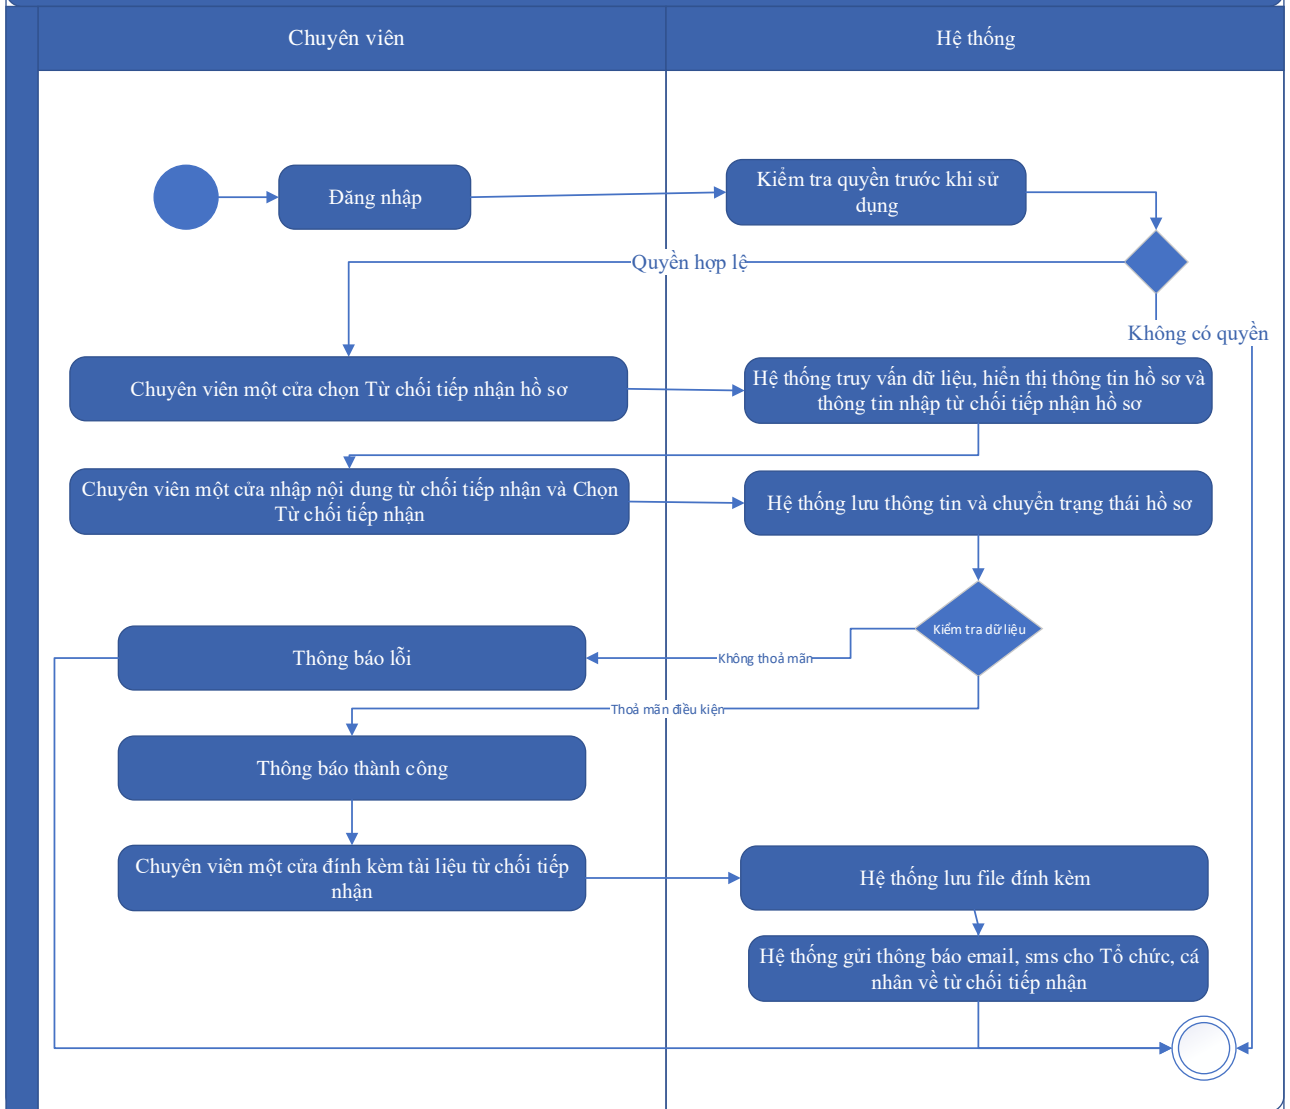 Chuyên viên
Hệ thống
Đăng nhập
Kiểm tra quyền trước khi sử
dụng
Quyền hợp lệ
Không có quyền
Chuyên viên một cửa chọn Từ chối tiếp nhận hồ sơ
Hệ thống truy vấn dữ liệu, hiển thị thông tin hồ sơ và
thông tin nhập từ chối tiếp nhận hồ sơ
Chuyên viên một cửa nhập nội dung từ chối tiếp nhận và Chọn
Từ chối tiếp nhận
Hệ thống lưu thông tin và chuyển trạng thái hồ sơ
Kiểm tra dữ liệu
Không thoả mãn
Thông báo lỗi
Thoả mãn điều kiện
Thông báo thành công
Chuyên viên một cửa đính kèm tài liệu từ chối tiếp
nhận
Hệ thống lưu file đính kèm
Hệ thống gửi thông báo email, sms cho Tổ chức, cá
nhân về từ chối tiếp nhận